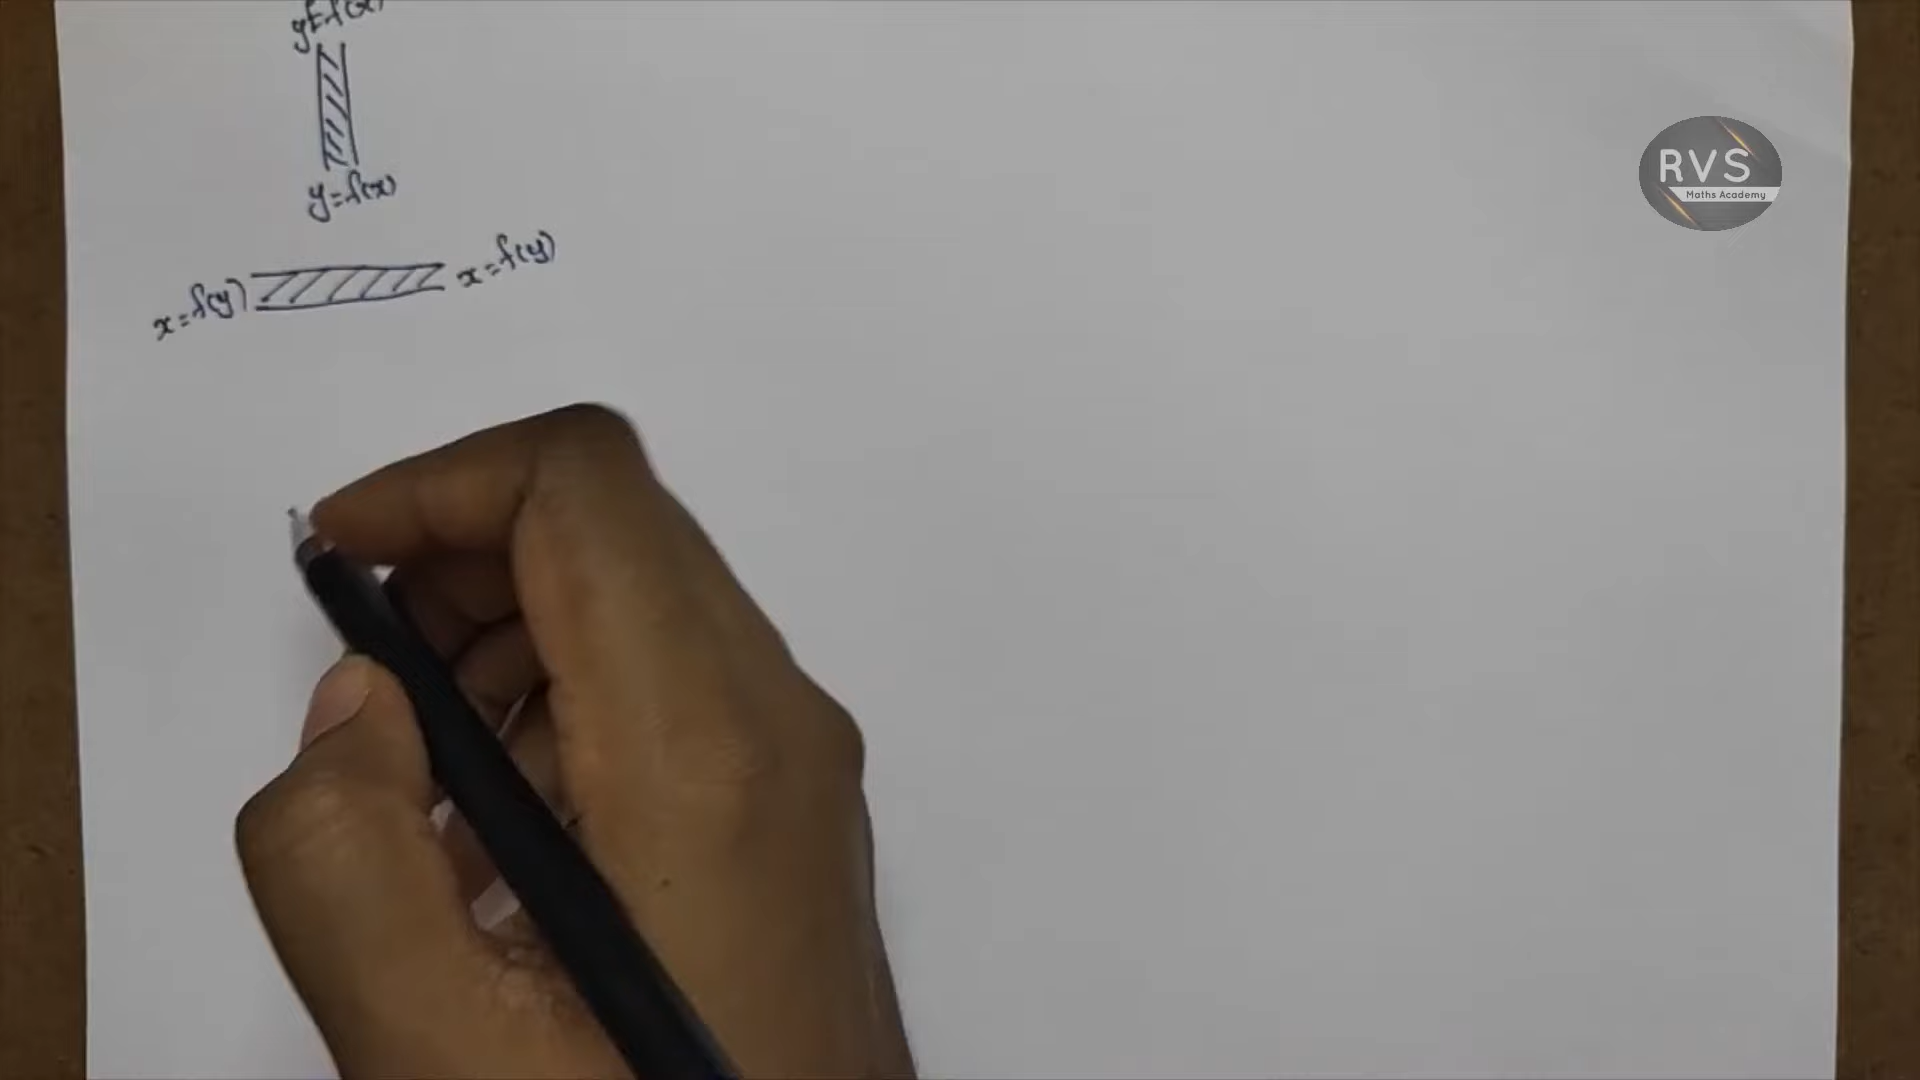 y=f(x)
y=f(x)
x=f(y) x=f(y)
RVS
Maths Academy